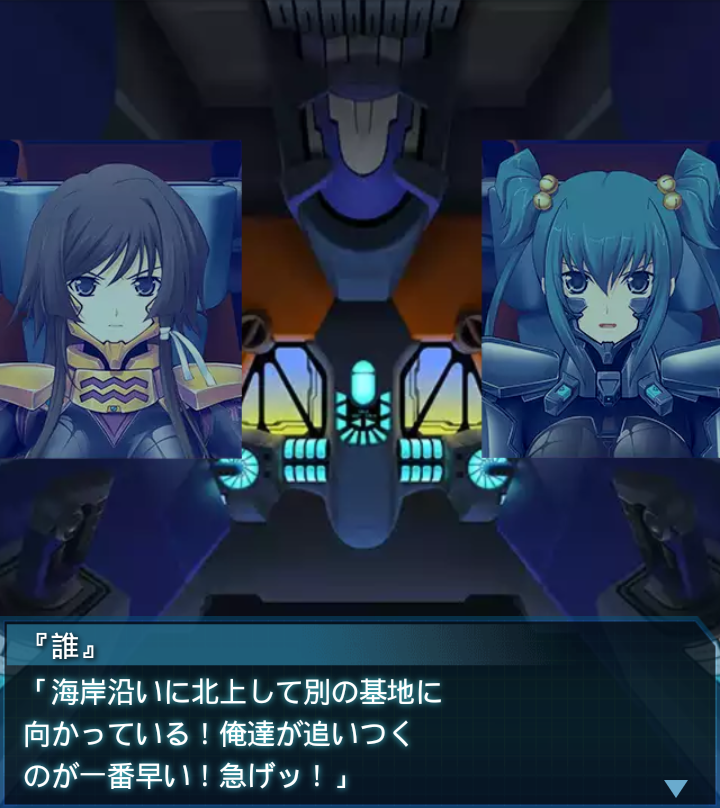 『誰』
「海岸沿いに北上して別の基地に
向かっている！俺達が追いつく
のが一番早い！急げッ！」